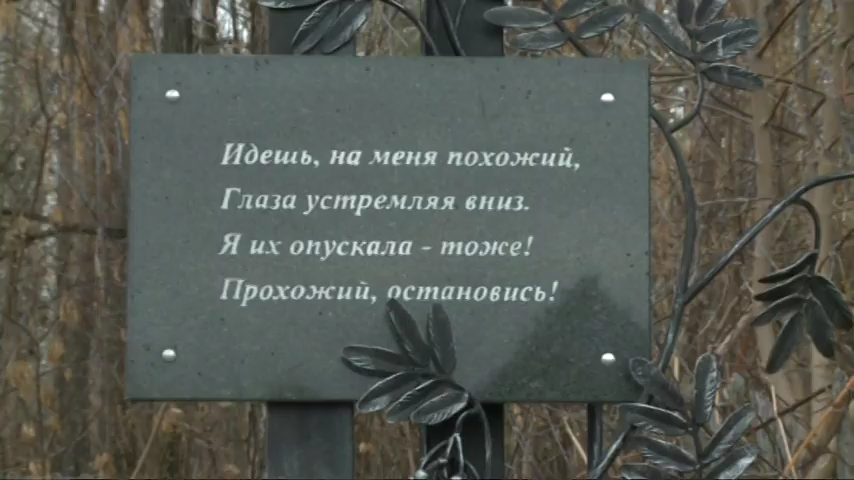 Идешь, на меня похожий,
Глаза устремляя вниз.
Я их опускала - тоже!
Прохожий, остановись!